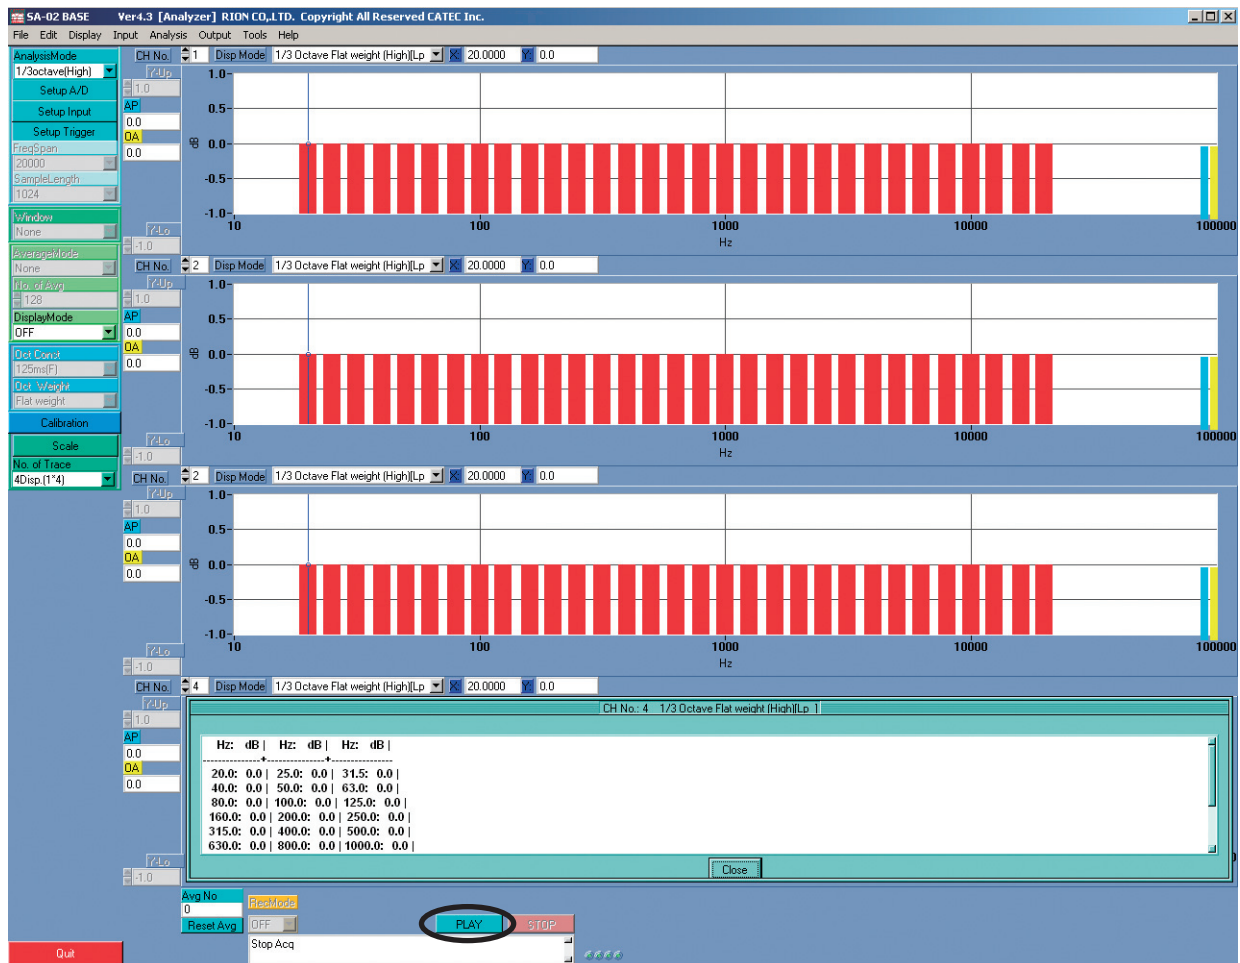 SA-02 BASE Ver4.3 [Analyzer] RION CO,.LTD. Copyright All Reserved CATEC Inc.
File Edit Display Input Analysis Output Tools Help
AnalysisMode
1/3octave(High)
Setup A/D
Setup Input
Setup Trigger
FreqSpan
20000
SampleLength
1024
Window
None
AverageMode
None
No. of Avg
128
DisplayMode
OFF
Oct Const
125ms(F)
Oct Weight
Flat weight
Calibration
Scale
No. of Trace
4Disp.(1*4)
CH No. 1 Disp Mode 1/3 Octave Flat weight (High)[Lp X: 20.0000 Y: 0.0
Y-Up
1.0
AP
0.0
OA
0.0
Y-Lo
-1.0
1.0
0.5
dB 0.0
-0.5
-1.0
10 100 1000 10000 100000
Hz
CH No. 2 Disp Mode 1/3 Octave Flat weight (High)[Lp X: 20.0000 Y: 0.0
Y-Up
1.0
AP
0.0
OA
0.0
Y-Lo
-1.0
1.0
0.5
dB 0.0
-0.5
-1.0
10 100 1000 10000 100000
Hz
CH No. 2 Disp Mode 1/3 Octave Flat weight (High)[Lp X: 20.0000 Y: 0.0
Y-Up
1.0
AP
0.0
OA
0.0
Y-Lo
-1.0
1.0
0.5
dB 0.0
-0.5
-1.0
10 100 1000 10000 100000
Hz
CH No. 4 Disp Mode 1/3 Octave Flat weight (High)[Lp X: 20.0000 Y: 0.0
Y-Up
1.0
AP
0.0
OA
0.0
Y-Lo
-1.0
CH No.: 4 1/3 Octave Flat weight (High)[Lp ]
Hz: dB | Hz: dB | Hz: dB |
---------------+---------------+---------------
20.0: 0.0 | 25.0: 0.0 | 31.5: 0.0 |
40.0: 0.0 | 50.0: 0.0 | 63.0: 0.0 |
80.0: 0.0 | 100.0: 0.0 | 125.0: 0.0 |
160.0: 0.0 | 200.0: 0.0 | 250.0: 0.0 |
315.0: 0.0 | 400.0: 0.0 | 500.0: 0.0 |
630.0: 0.0 | 800.0: 0.0 | 1000.0: 0.0 |
Close
Avg No
0
Reset Avg
RecMode
OFF
PLAY
STOP
Stop Acq
Quit